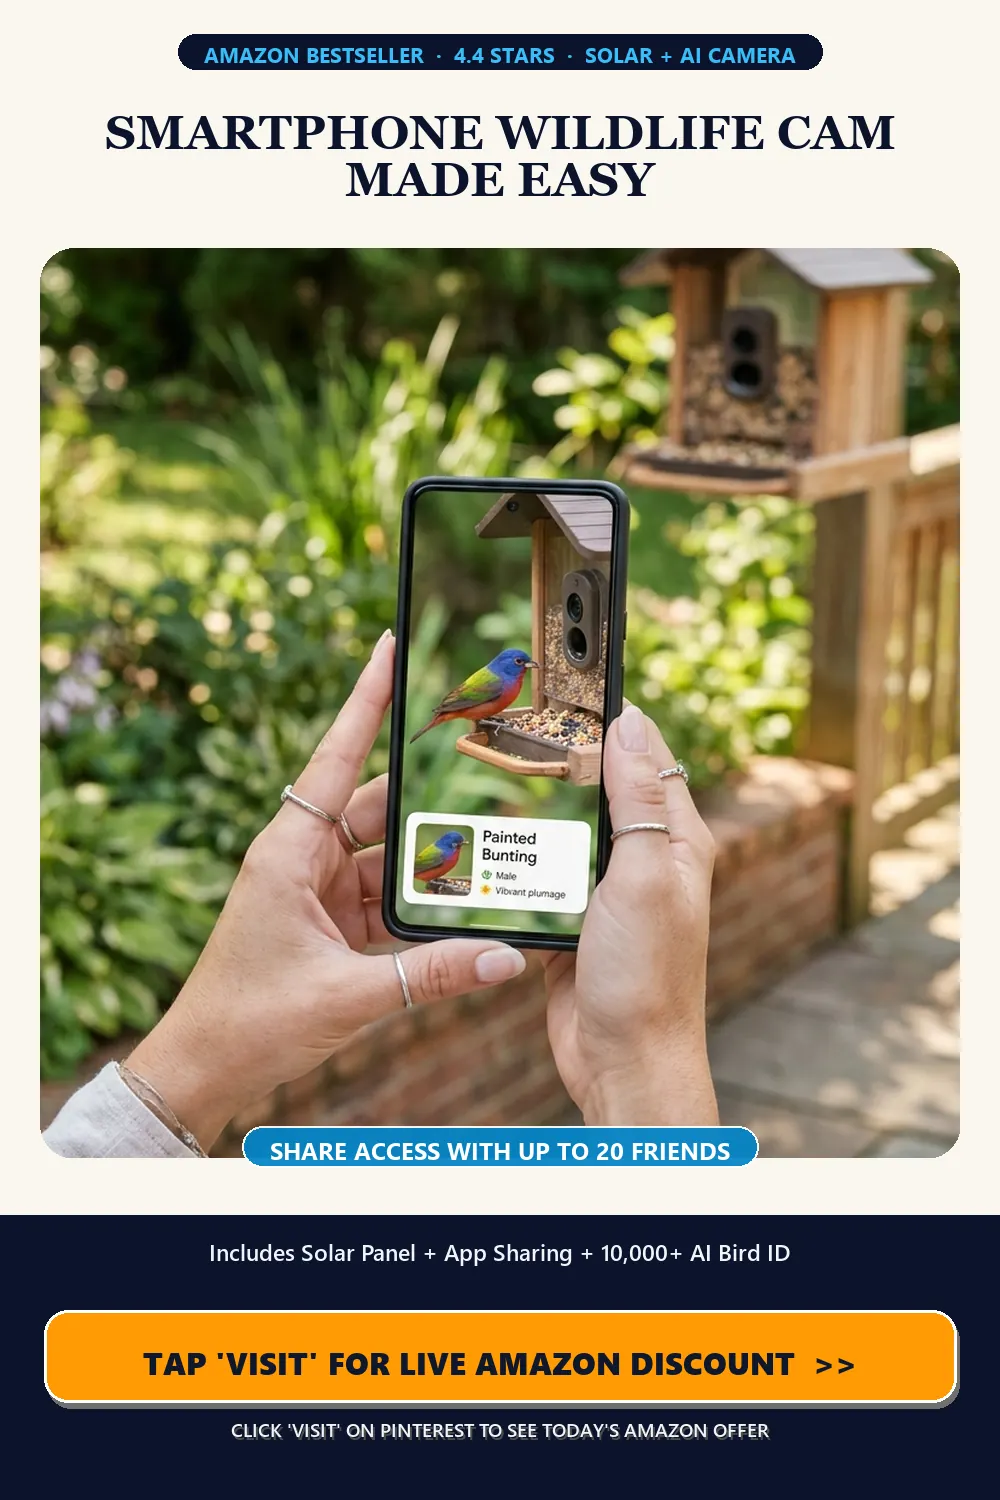 AMAZON BESTSELLER · 4.4 STARS · SOLAR + AI CAMERA
SMARTPHONE WILDLIFE CAM
MADE EASY
Painted
Bunting
Male
Vibrant plumage
SHARE ACCESS WITH UP TO 20 FRIENDS
Includes Solar Panel + App Sharing + 10,000+ AI Bird ID
TAP 'VISIT' FOR LIVE AMAZON DISCOUNT >>
CLICK 'VISIT' ON PINTEREST TO SEE TODAY'S AMAZON OFFER